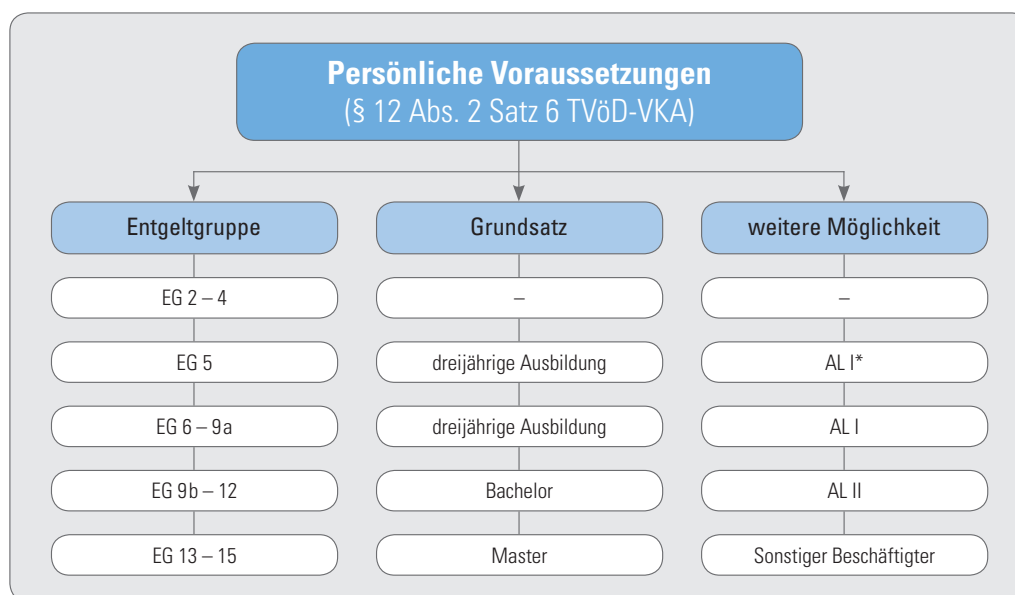 Persönliche Voraussetzungen
(§ 12 Abs. 2 Satz 6 TVöD-VKA)
Entgeltgruppe
Grundsatz
weitere Möglichkeit
EG 2 – 4
–
–
EG 5
dreijährige Ausbildung
AL I*
EG 6 – 9a
dreijährige Ausbildung
AL I
EG 9b – 12
Bachelor
AL II
EG 13 – 15
Master
Sonstiger Beschäftigter